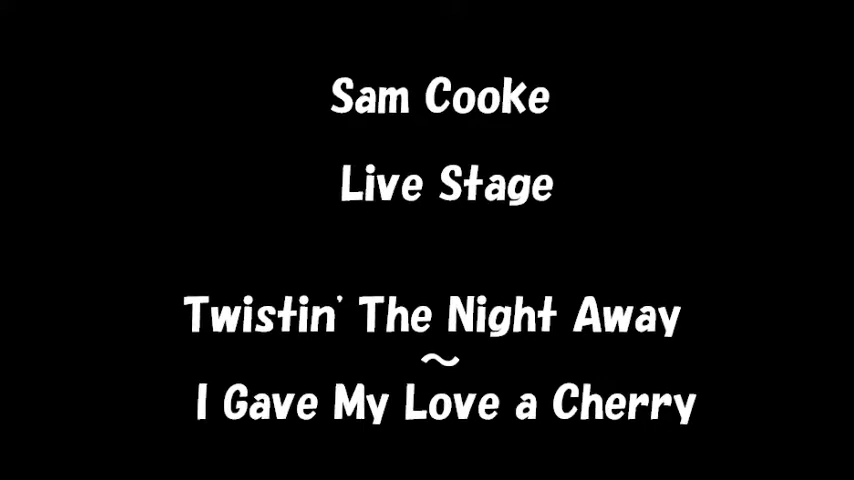 Sam Cooke
Live Stage
Twistin' The Night Away
～
I Gave My Love a Cherry